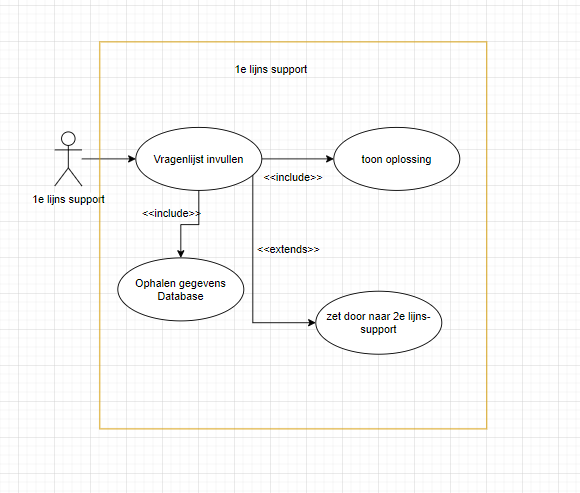 1e lijns support
Vragenlijst invullen
toon oplossing
<<include>>
1e lijns support
<<include>>
<<extends>>
Ophalen gegevens
Database
zet door naar 2e lijns-
support